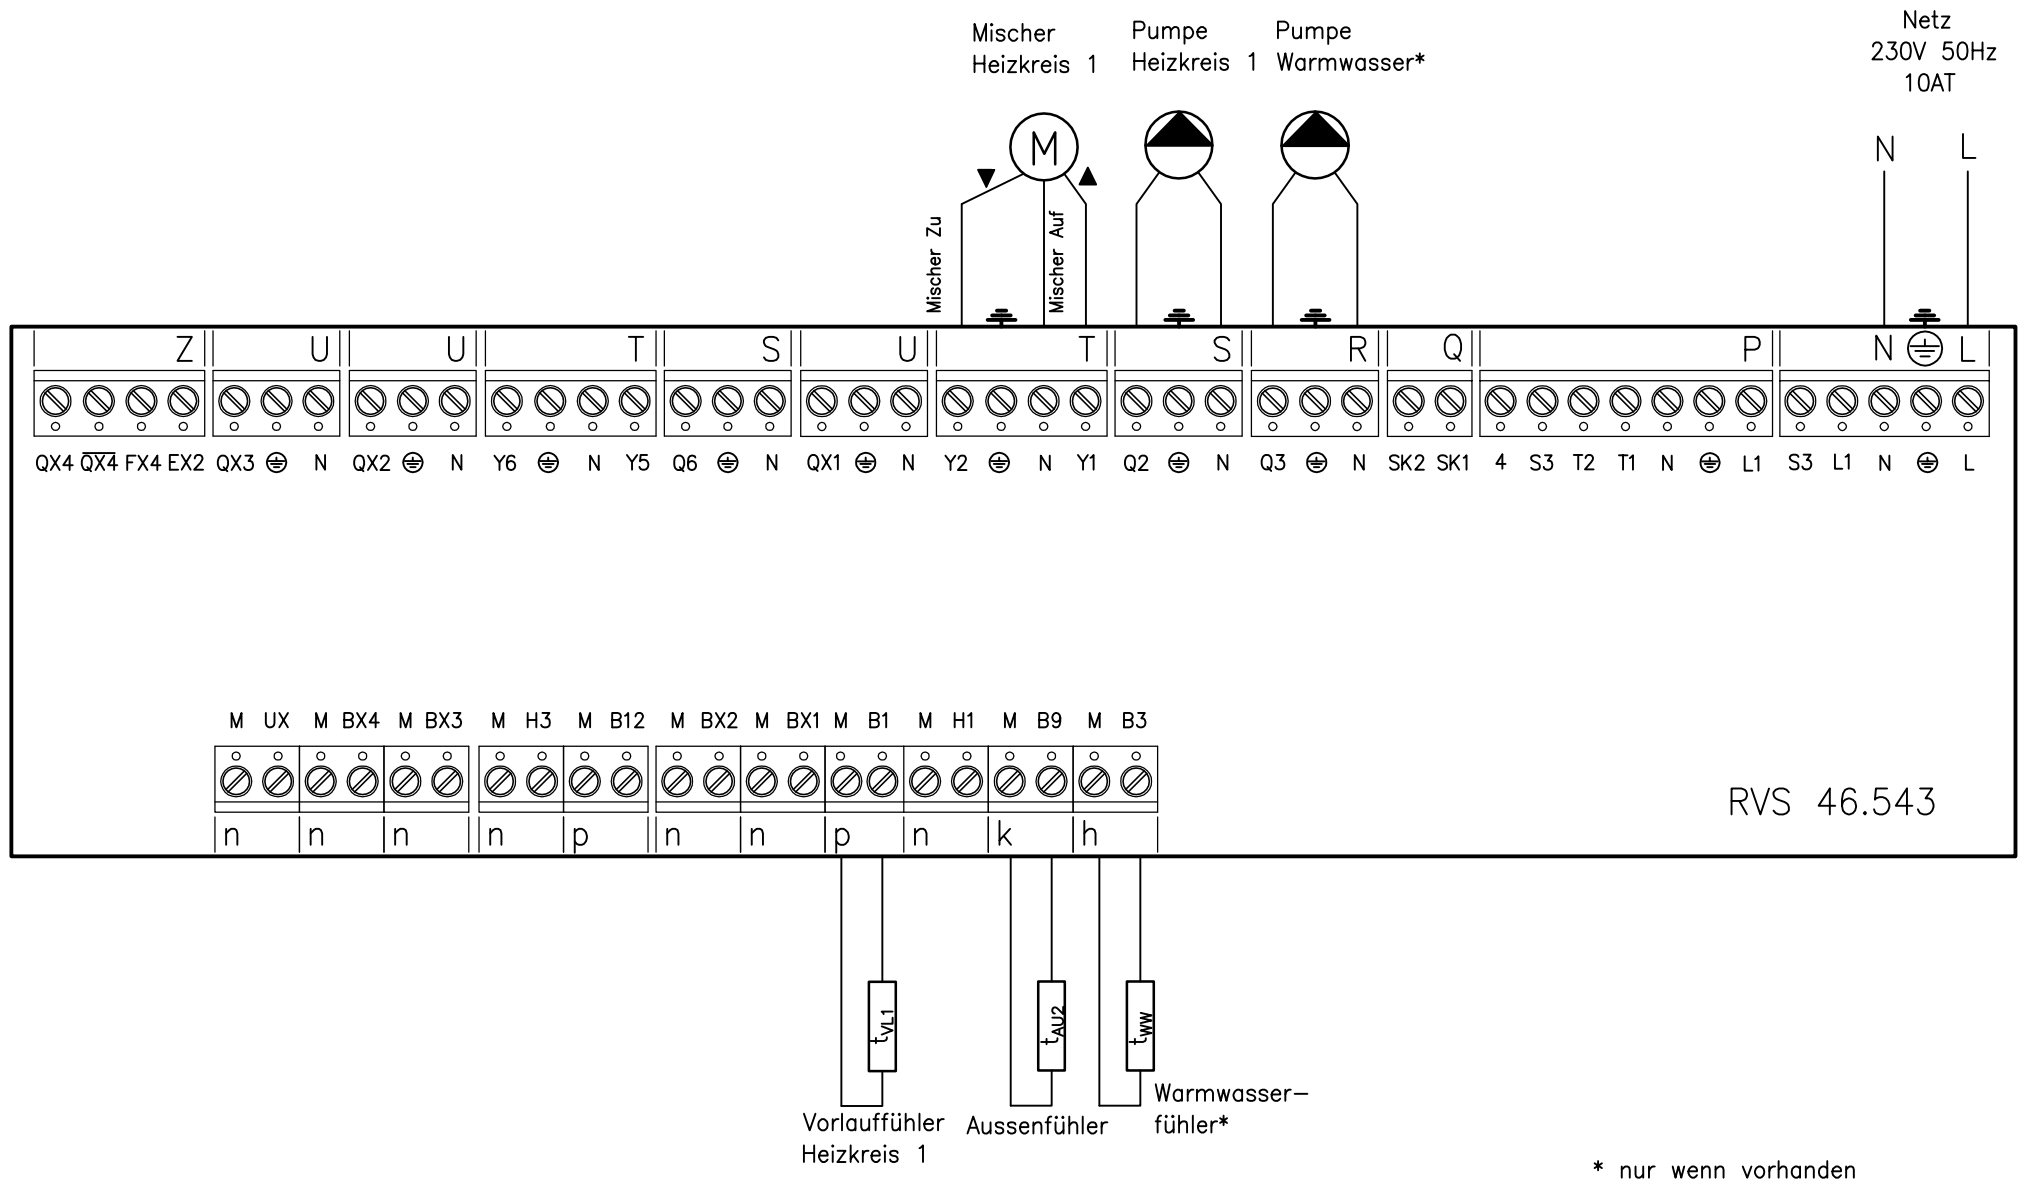 Mischer
Heizkreis 1
Pumpe
Heizkreis 1
Pumpe
Warmwasser*
Netz
230V 50Hz
10AT
M
N L
Mischer Zu
Mischer Auf
Z U U T S U T S R Q P N L
QX4 QX4 FX4 EX2 QX3 N QX2 N Y6 N Y5 Q6 N QX1 N Y2 N Y1 Q2 N Q3 N SK2 SK1 4 S3 T2 T1 N L1 S3 L1 N L
M UX M BX4 M BX3 M H3 M B12 M BX2 M BX1 M B1 M H1 M B9 M B3
RVS 46.543
n n n n p n n p n k h
tVL1
tAU2
tWW
Vorlauffühler
Heizkreis 1
Aussenfühler
Warmwasser-
fühler*
* nur wenn vorhanden